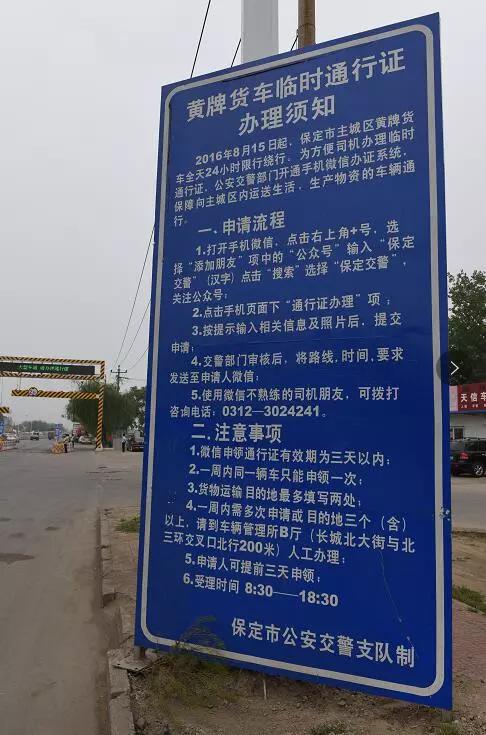 黄牌货车临时通行证
办理须知
2016年8月15日起，保定市主城区黄牌货
车全天24小时限行绕行。为方便司机办理临时
通行证，公安交警部门开通手机微信办证系统，
保障向主城区内运送生活、生产物资的车辆通
行。
一、申请流程
1.打开手机微信，点击右上角+号，选
择“添加朋友”项中的“公众号”输入“保定
交警”（汉字）点击“搜索”选择“保定交警”，
关注公众号；
2.点击手机页面下“通行证办理”项；
3.按提示输入相关信息及照片后，提交
申请；
4.交警部门审核后，将路线，时间，要求
发送至申请人微信；
5.使用微信不熟练的司机朋友，可拨打
咨询电话：0312—3024241。
二、注意事项
1.微信申领通行证有效期为三天以内；
2.一周内同一辆车只能申领一次；
3.货物运输目的地最多填写两处；
4.一周内需多次申请或目的地三个（含）
以上，请到车辆管理所B厅（长城北大街与北
三环交叉口北行200米）人工办理；
5.申请人可提前三天申领；
6.受理时间 8:30——18:30
保定市公安交警支队制
天信车